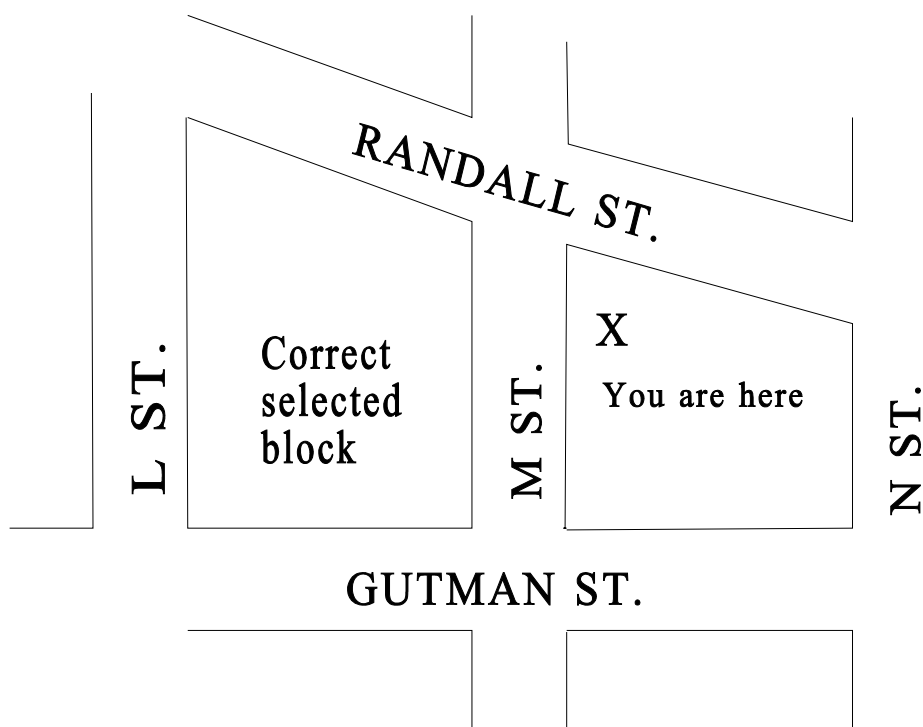 RANDALL ST.
X
Correct
selected
block
You are here
L ST.
M ST.
N ST.
GUTMAN ST.